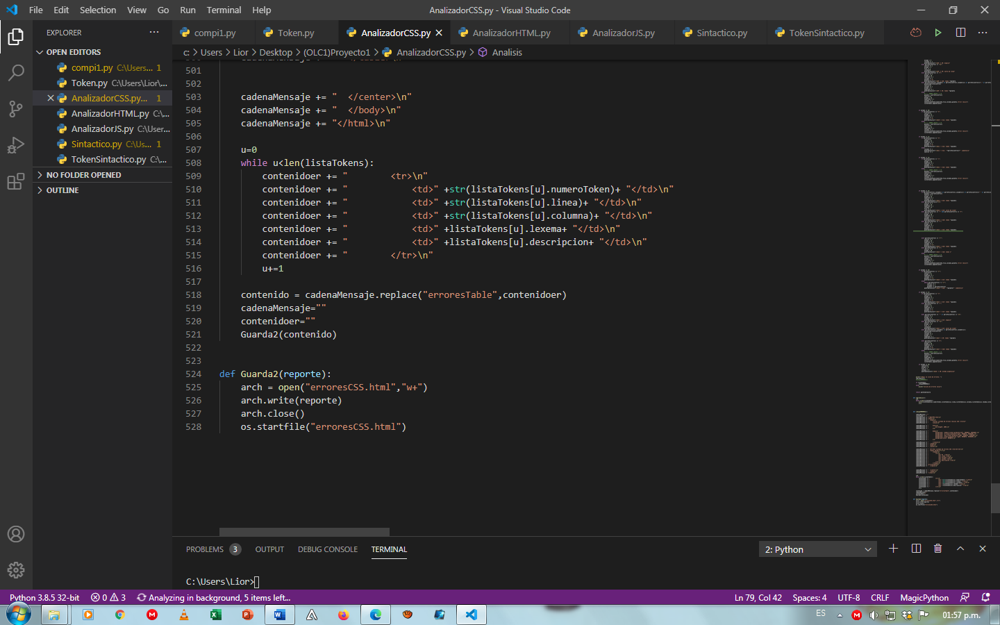 File Edit Selection View Go Run Terminal Help
AnalizadorCSS.py - Visual Studio Code
EXPLORER
compi1.py
Token.py
AnalizadorCSS.py
AnalizadorHTML.py
AnalizadorJS.py
Sintactico.py
TokenSintactico.py
c: > Users > Lior > Desktop > (OLC1)Proyecto1 > AnalizadorCSS.py > Analisis
OPEN EDITORS
compi1.py C:\Users... 1
Token.py C:\Users\Lior\...
AnalizadorCSS.py... 1
AnalizadorHTML.py C:\...
AnalizadorJS.py C:\User...
Sintactico.py C:\Us... 1
TokenSintactico.py C:\...
NO FOLDER OPENED
OUTLINE
501
502
503 cadenaMensaje += "  </center>\n"
504 cadenaMensaje += "  </body>\n"
505 cadenaMensaje += "</html>\n"
506
507 u=0
508 while u<len(listaTokens):
509 contenidoer += "        <tr>\n"
510 contenidoer += "            <td>" +str(listaTokens[u].numeroToken)+ "</td>\n"
511 contenidoer += "            <td>" +str(listaTokens[u].linea)+ "</td>\n"
512 contenidoer += "            <td>" +str(listaTokens[u].columna)+ "</td>\n"
513 contenidoer += "            <td>" +listaTokens[u].lexema+ "</td>\n"
514 contenidoer += "            <td>" +listaTokens[u].descripcion+ "</td>\n"
515 contenidoer += "        </tr>\n"
516 u+=1
517
518 contenido = cadenaMensaje.replace("erroresTable",contenidoer)
519 cadenaMensaje=""
520 contenidoer=""
521 Guarda2(contenido)
522
523
524 def Guarda2(reporte):
525 arch = open("erroresCSS.html","w+")
526 arch.write(reporte)
527 arch.close()
528 os.startfile("erroresCSS.html")
PROBLEMS 3 OUTPUT DEBUG CONSOLE TERMINAL
2: Python
C:\Users\Lior>
Python 3.8.5 32-bit 0 3 Analyzing in background, 5 items left...
Ln 79, Col 42 Spaces: 4 UTF-8 CRLF MagicPython
ES
01:57 p.m.